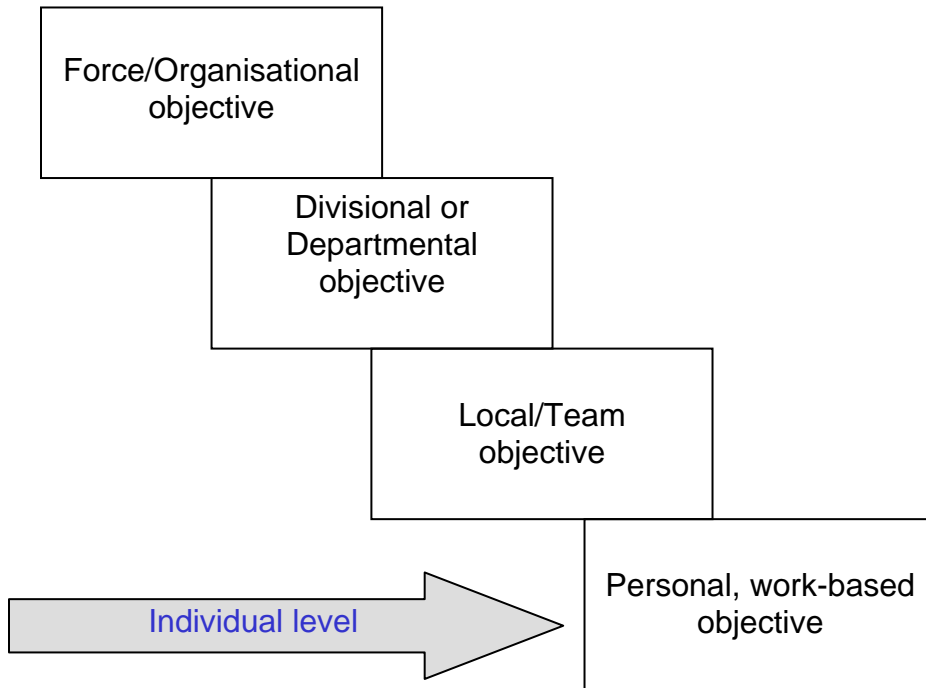 Force/Organisational
objective
Divisional or
Departmental
objective
Local/Team
objective
Personal, work-based
objective
Individual level